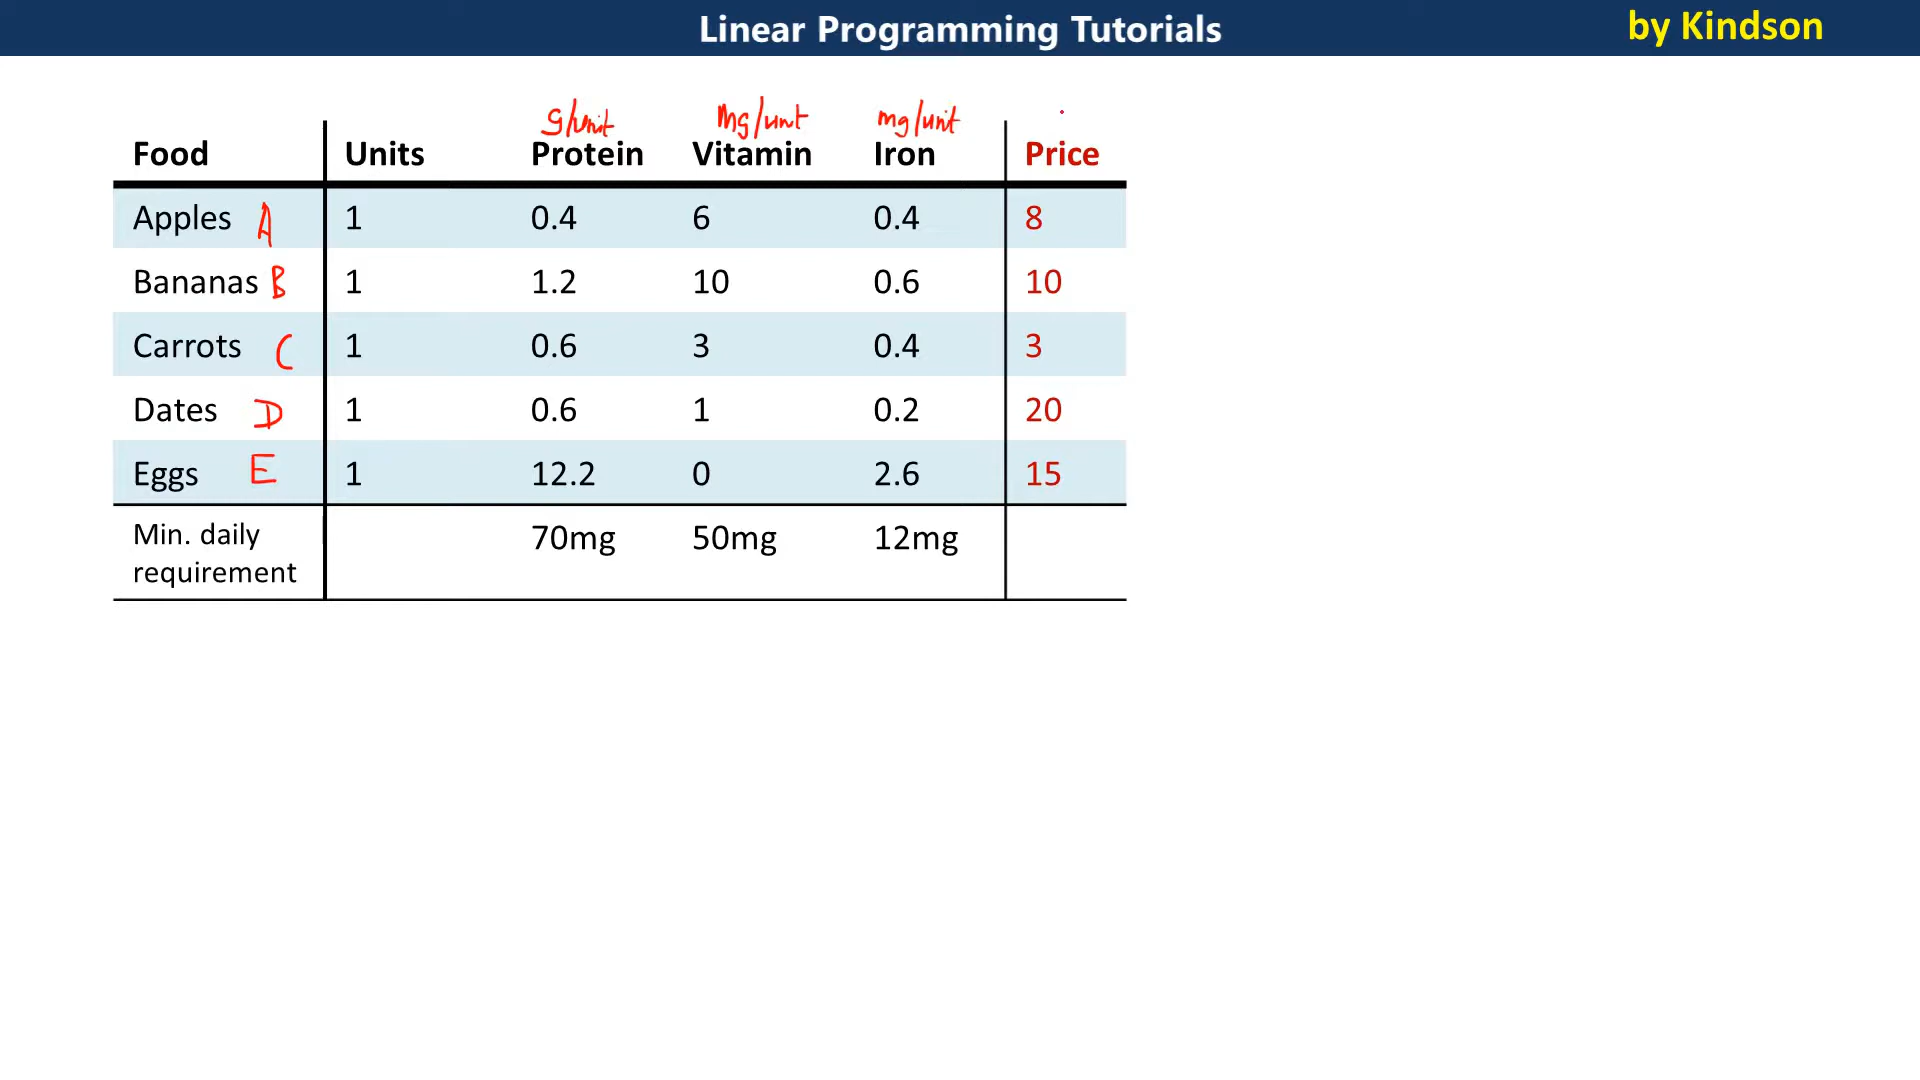 Linear Programming Tutorials by Kindson
g/unit mg/unit mg/unit
Food Units Protein Vitamin Iron Price
Apples A 1 0.4 6 0.4 8
Bananas B 1 1.2 10 0.6 10
Carrots C 1 0.6 3 0.4 3
Dates D 1 0.6 1 0.2 20
Eggs E 1 12.2 0 2.6 15
Min. daily 70mg 50mg 12mg
requirement